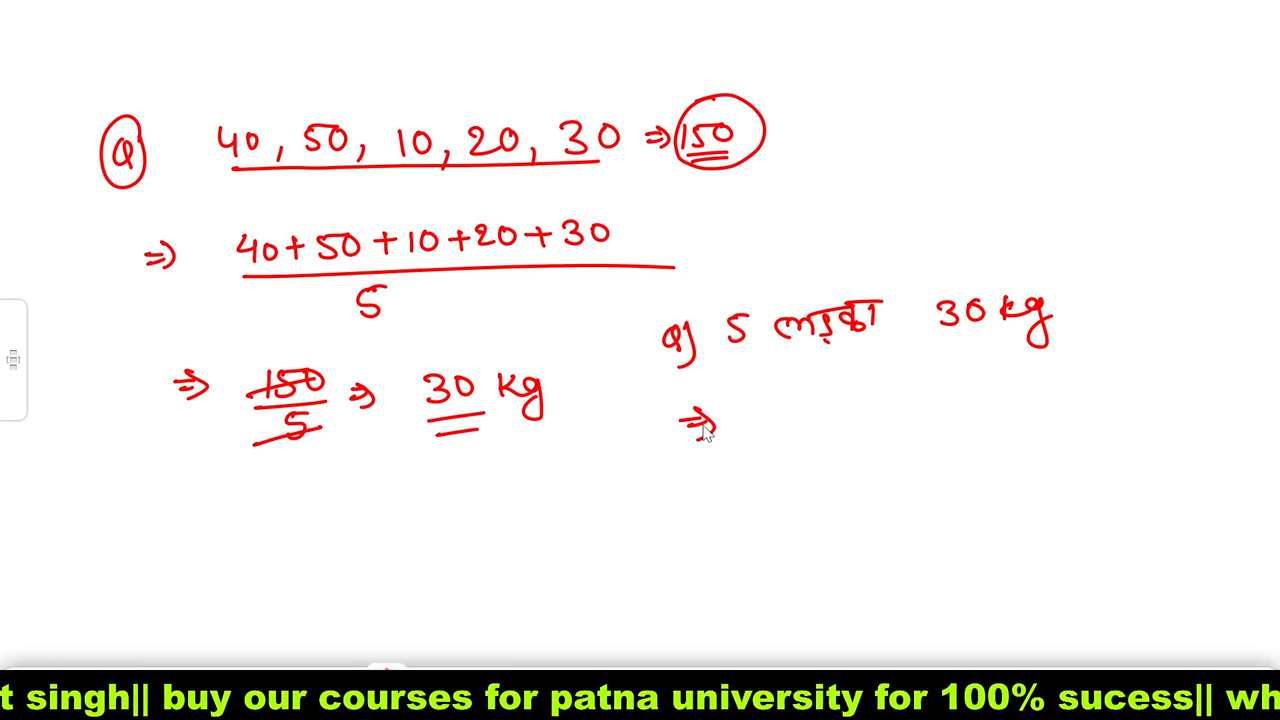 Q) 40, 50, 10, 20, 30 ⇒ 150
⇒ 40+50+10+20+30
5
Q) 5 लड़का 30 kg
⇒ 150 ⇒ 30 kg
5
⇒
t singh|| buy our courses for patna university for 100% sucess|| wh